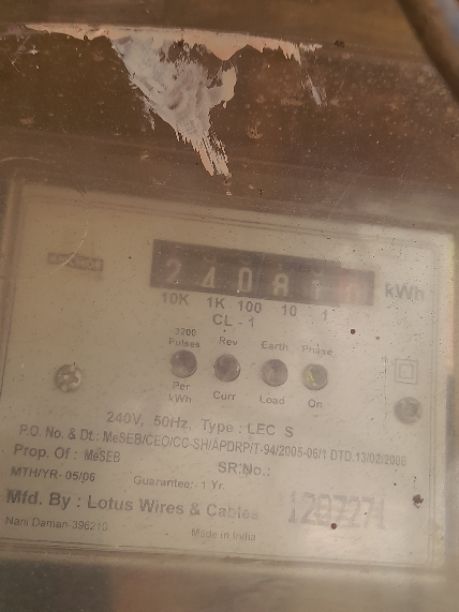 kWh
10K 1K 100 10 1
CL - 1
3200 Rev Earth Phase
Pulses
Per Curr Load On
kWh
240V, 50Hz, Type : LEC S
P.O. No. & Dt.: MeSEB/CEO/CC-SH/APDRP/T-94/2005-06/1 DTD.13/02/2006
Prop. Of : MeSEB SR.No.:
MTH/YR- 05/06 Guarantee:- 1 Yr.
Mfd. By : Lotus Wires & Cables
Nani Daman 396210 Made in India